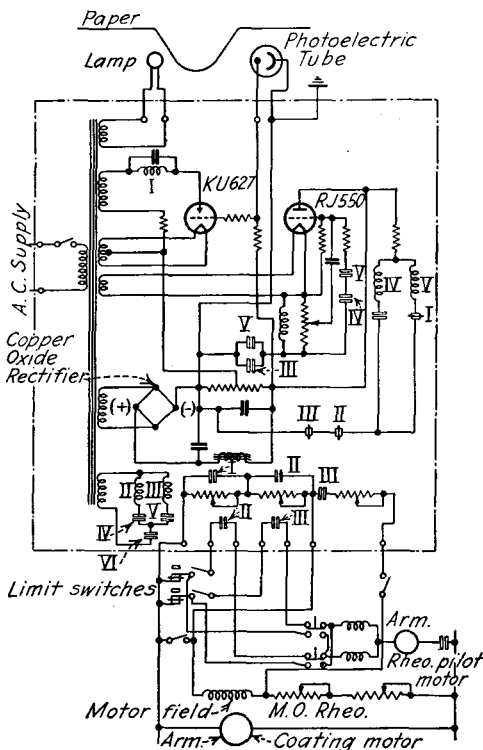 Paper
Lamp
Photoelectric
Tube
I
KU627
RJ550
A.C. Supply
V
IV
IV
V
I
V
III
Copper
Oxide
Rectifier
(+)
(-)
III
II
I
II
III
II
III
IV
V
VI
II
III
Limit switches
Arm.
Rheo. pilot
motor
M.O. Rheo.
Motor field
Arm.
Coating motor